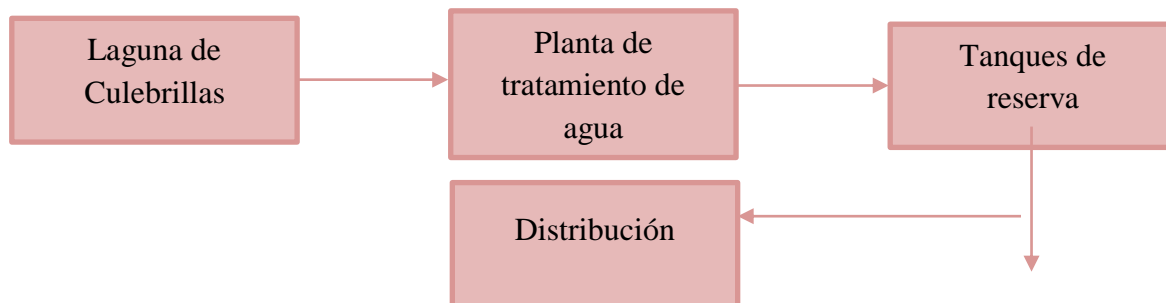 Laguna de
Culebrillas
Planta de
tratamiento de
agua
Tanques de
reserva
Distribución